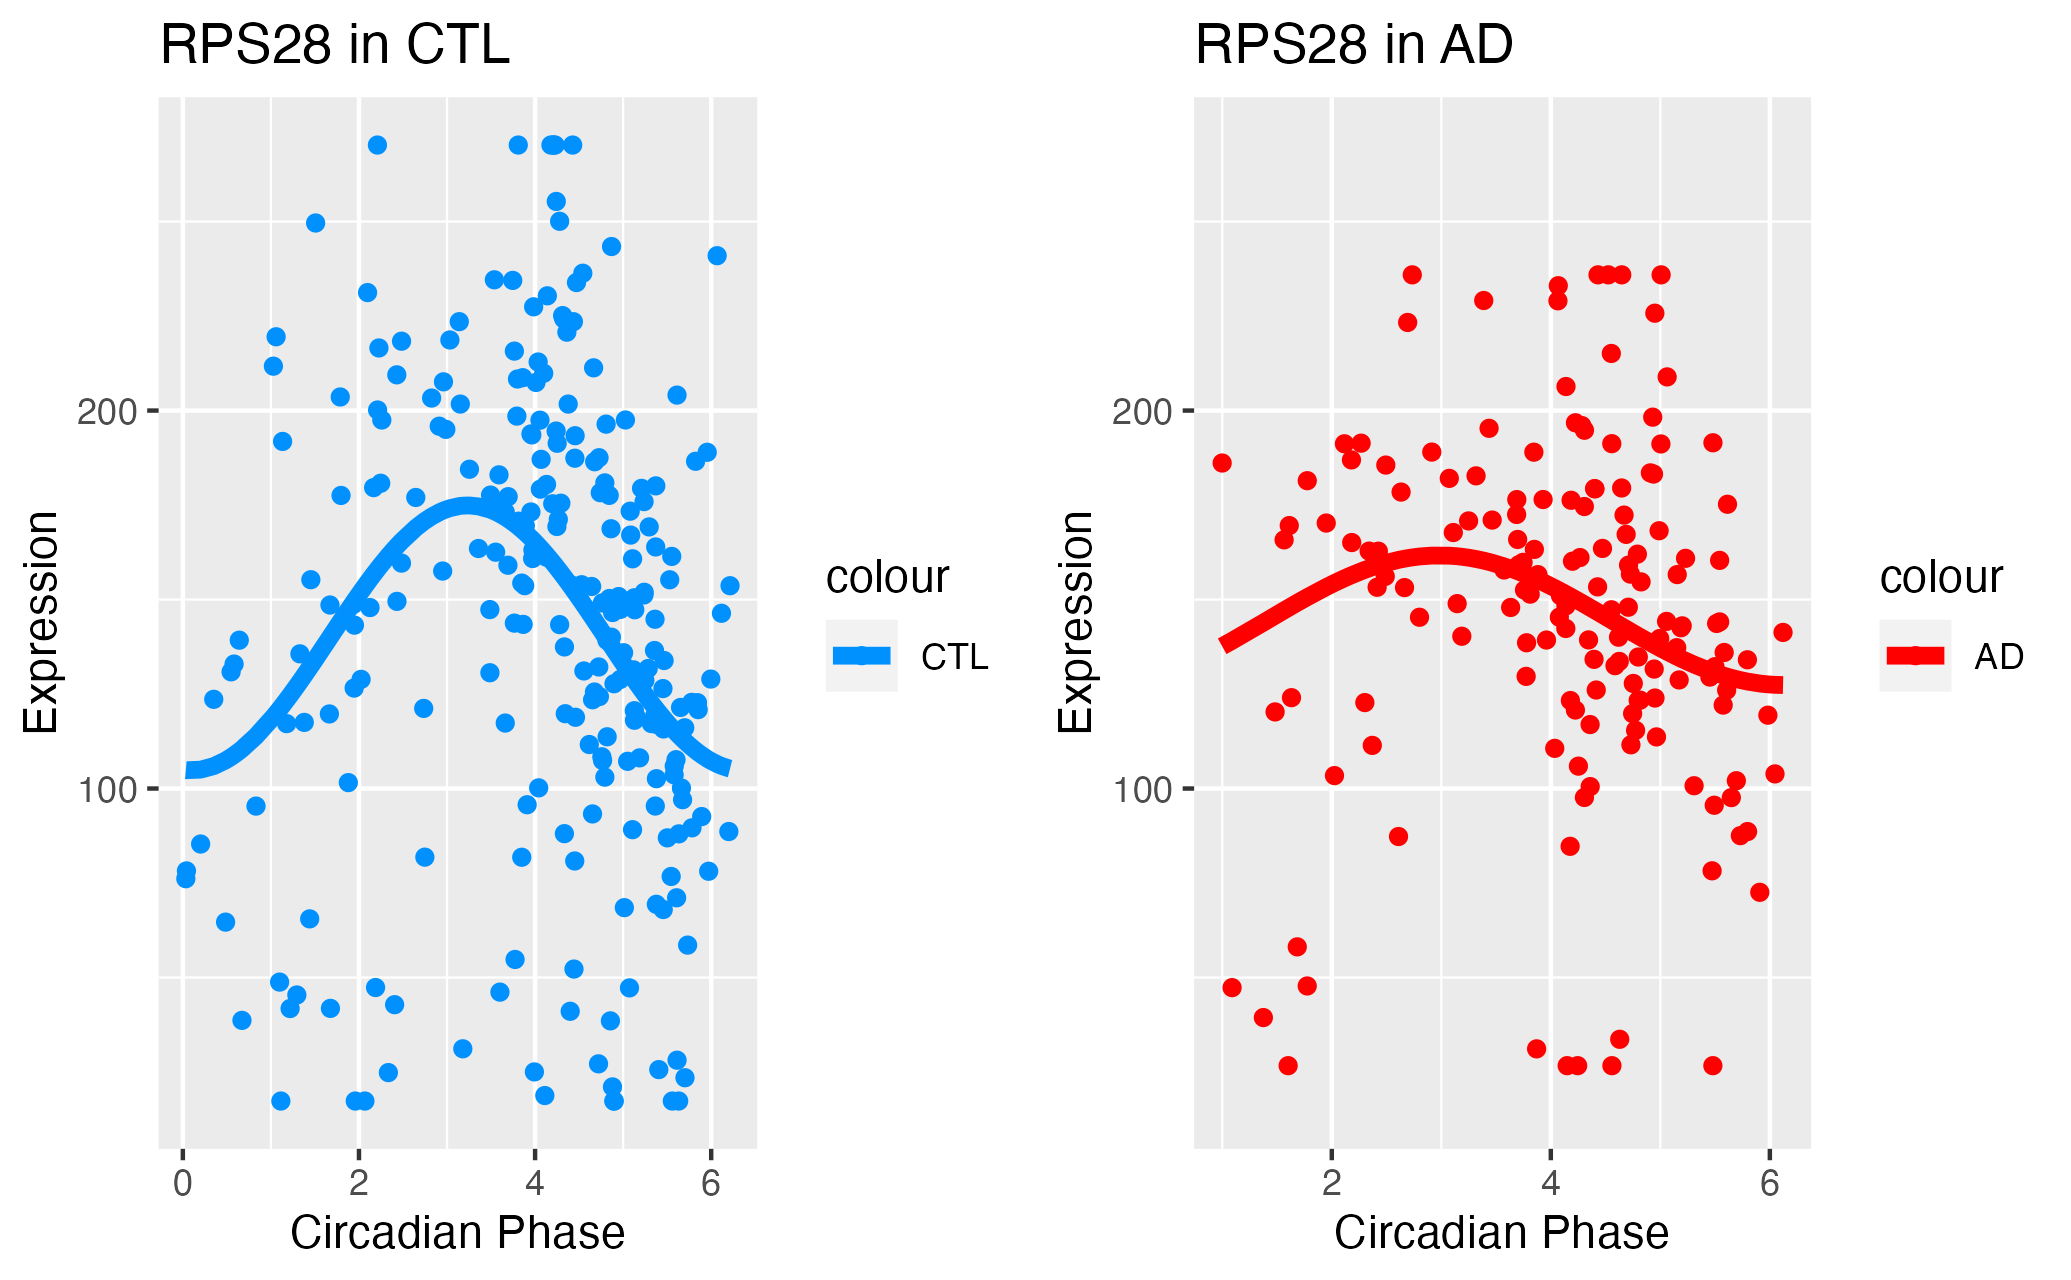 RPS28 in CTL
Expression
200
100
0 2 4 6
Circadian Phase
colour
CTL
RPS28 in AD
Expression
200
100
2 4 6
Circadian Phase
colour
AD